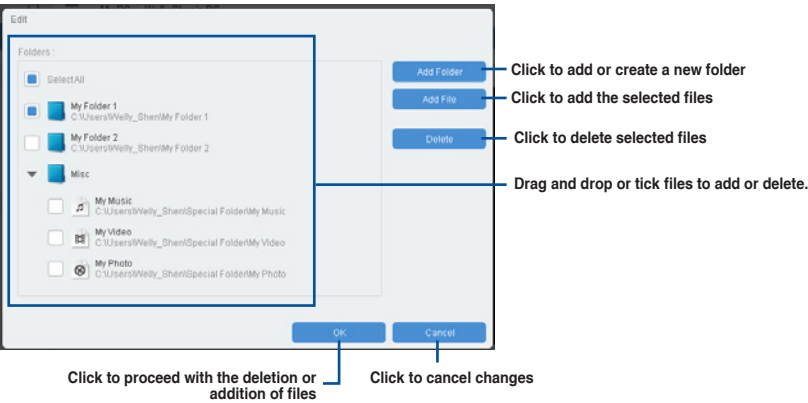 Edit
Folders :
SelectAll
My Folder 1
C:\Users\Welly_Shen\My Folder 1
My Folder 2
C:\Users\Welly_Shen\My Folder 2
Misc
My Music
C:\Users\Welly_Shen\Special Folder\My Music
My Video
C:\Users\Welly_Shen\Special Folder\My Video
My Photo
C:\Users\Welly_Shen\Special Folder\My Photo
Add Folder
Click to add or create a new folder
Add File
Click to add the selected files
Delete
Click to delete selected files
Drag and drop or tick files to add or delete.
OK
Cancel
Click to proceed with the deletion or
addition of files
Click to cancel changes